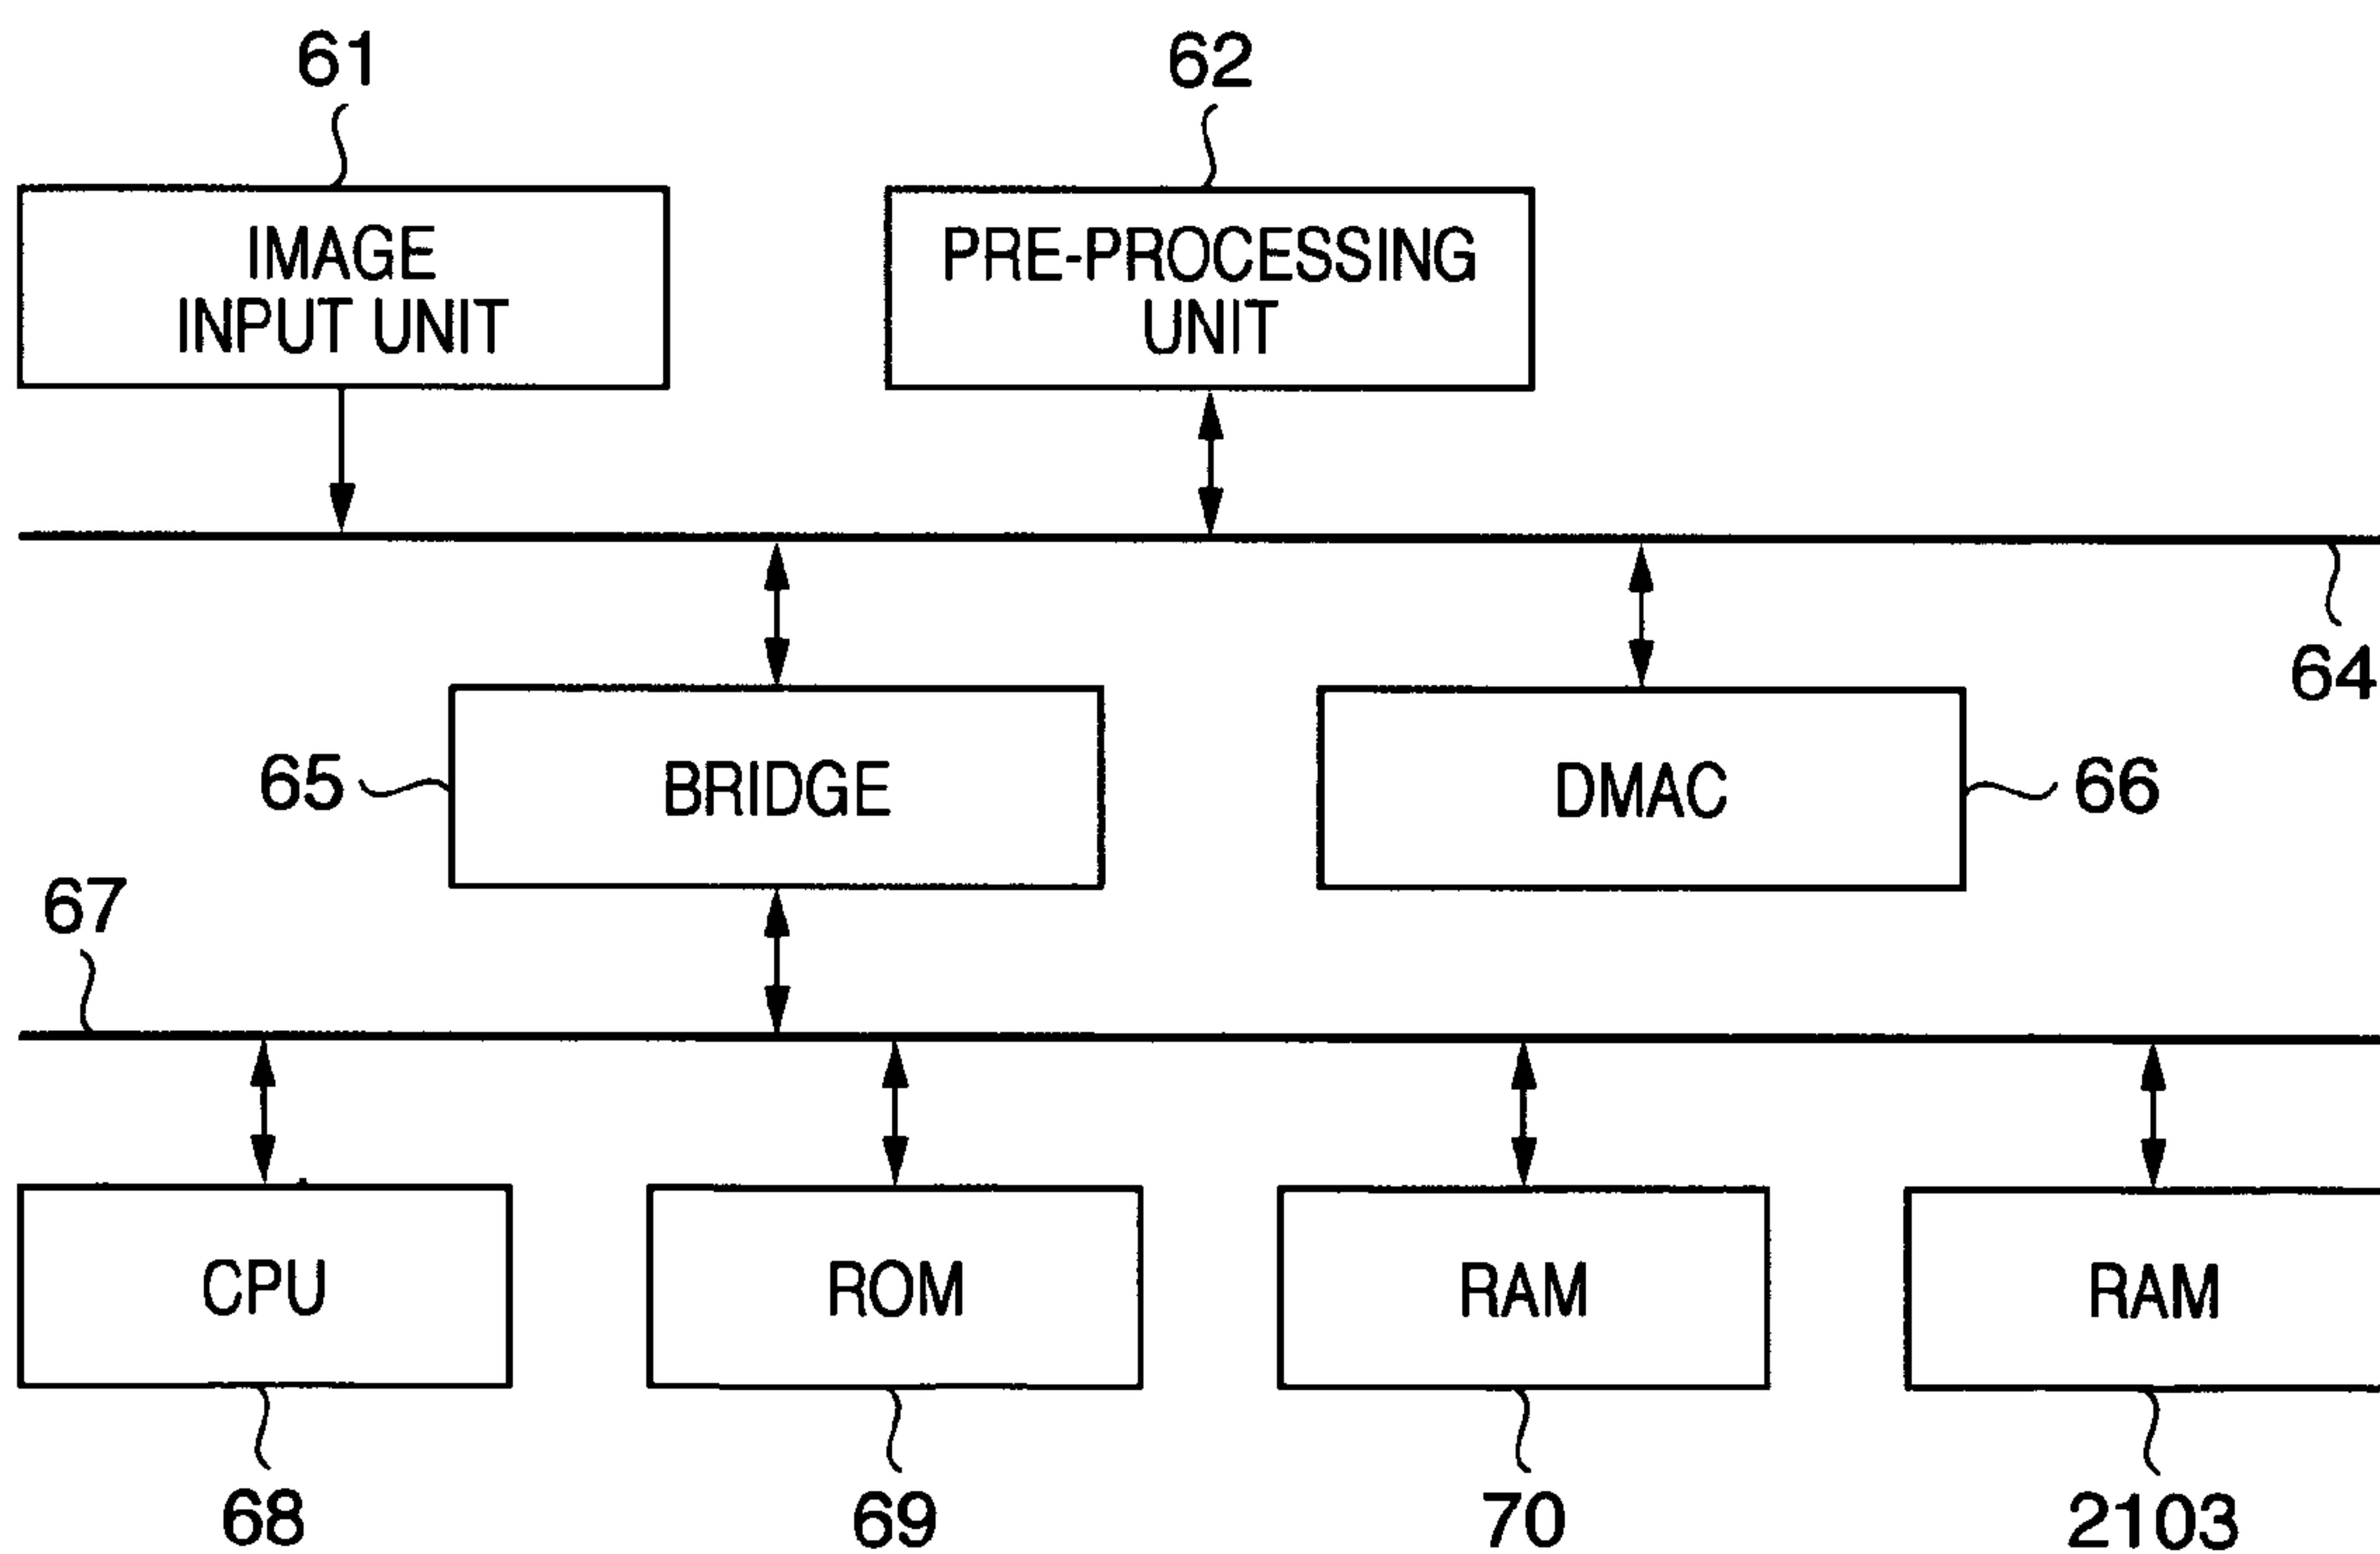 61
62
IMAGE
INPUT UNIT
PRE-PROCESSING
UNIT
64
65
BRIDGE
DMAC
66
67
CPU
ROM
RAM
RAM
68
69
70
2103